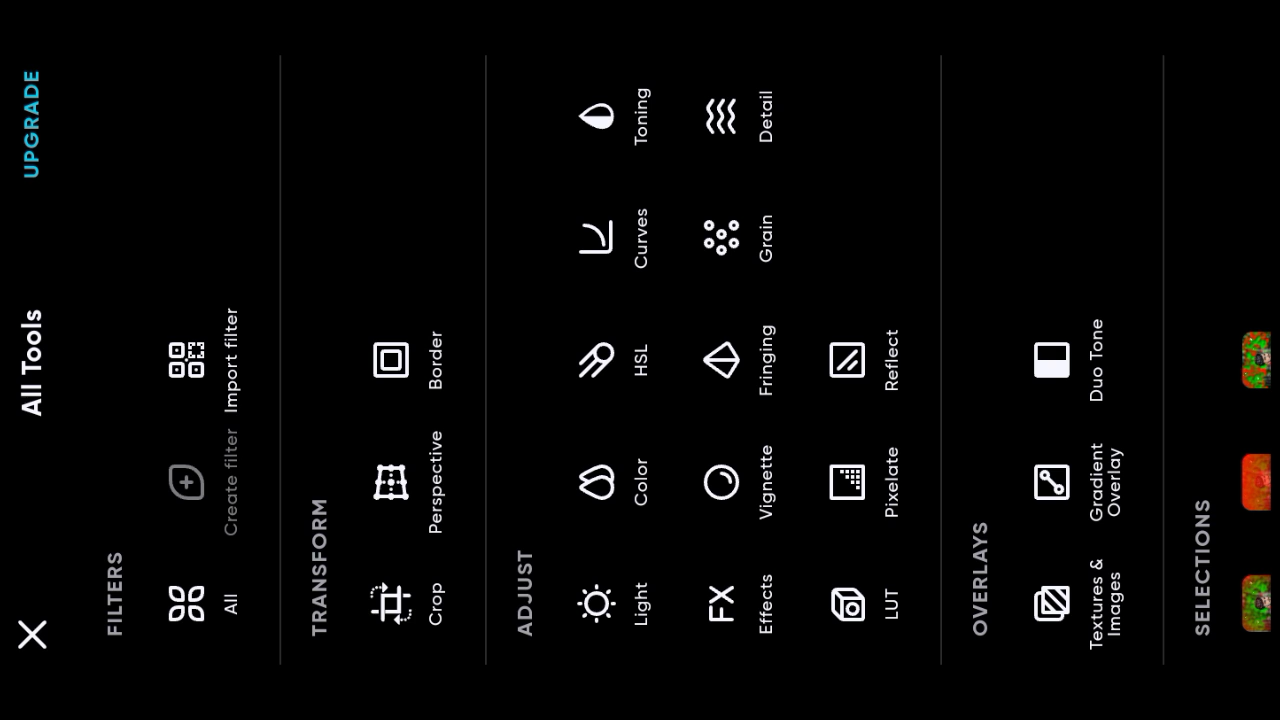 All Tools
UPGRADE
FILTERS
All
Create filter
Import filter
TRANSFORM
Crop
Perspective
Border
ADJUST
Light
Color
HSL
Curves
Toning
FX
Effects
Vignette
Fringing
Grain
Detail
LUT
Pixelate
Reflect
OVERLAYS
Textures &
Images
Gradient
Overlay
Duo Tone
SELECTIONS